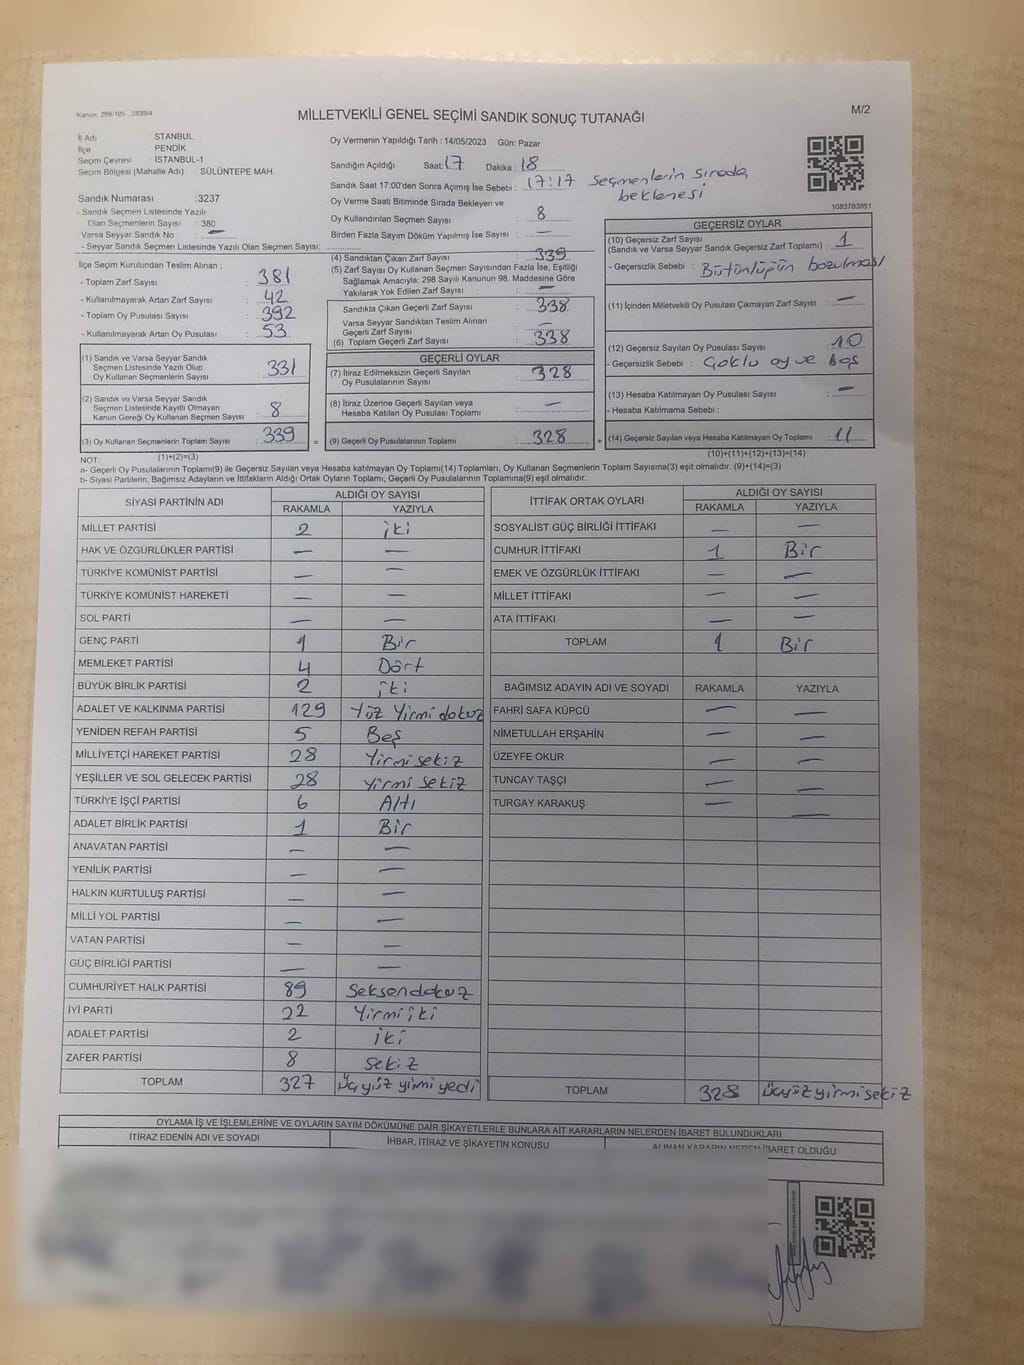 Kanun, 298/105 , 2839/4
MİLLETVEKİLİ GENEL SEÇİMİ SANDIK SONUÇ TUTANAĞI
M/2
İl Adı : STANBUL
İlçe : PENDİK
Seçim Çevresi : İSTANBUL-1
Seçim Bölgesi (Mahalle Adı) : SÜLÜNTEPE MAH.
Sandık Numarası :3237
- Sandık Seçmen Listesinde Yazılı
Olan Seçmenlerin Sayısı : 380
Varsa Seyyar Sandık No : —
- Seyyar Sandık Seçmen Listesinde Yazılı Olan Seçmen Sayısı:
Oy Vermenin Yapıldığı Tarih : 14/05/2023 Gün: Pazar
Sandığın Açıldığı Saat: 17 Dakika : 18
Sandık Saat 17:00'den Sonra Açımış İse Sebebi : 17:17 Seçmenlerin sırada
beklemesi
Oy Verme Saati Bitiminde Sırada Bekleyen ve
Oy Kullandırılan Seçmen Sayısı : 8
Birden Fazla Sayım Döküm Yapılmış İse Sayısı : —
1083783951
İlçe Seçim Kurulundan Teslim Alınan ;
- Toplam Zarf Sayısı : 381
- Kullanılmayarak Artan Zarf Sayısı : 42
- Toplam Oy Pusulası Sayısı : 392
- Kullanılmayarak Artan Oy Pusulası : 53
(4) Sandıktan Çıkan Zarf Sayısı : 339
(5) Zarf Sayısı Oy Kullanan Seçmen Sayısından Fazla İse, Eşitliği
Sağlamak Amacıyla; 298 Sayılı Kanunun 98. Maddesine Göre
Yakılarak Yok Edilen Zarf Sayısı : —
Sandıkta Çıkan Geçerli Zarf Sayısı : 338
Varsa Seyyar Sandıktan Teslim Alınan
Geçerli Zarf Sayısı : —
(6) Toplam Geçerli Zarf Sayısı : 338
GEÇERSİZ OYLAR
(10) Geçersiz Zarf Sayısı
(Sandık ve Varsa Seyyar Sandık Geçersiz Zarf Toplamı) : 1
- Geçersizlik Sebebi : Bütünlüğün bozulması
(11) İçinden Milletvekili Oy Pusulası Çıkmayan Zarf Sayısı : —
(12) Geçersiz Sayılan Oy Pusulası Sayısı : 10
- Geçersizlik Sebebi : Çoklu oy ve boş
(13) Hesaba Katılmayan Oy Pusulası Sayısı : —
- Hesaba Katılmama Sebebi :
(14) Geçersiz Sayılan veya Hesaba Katılmayan Oy Toplamı : 11
(10)+(11)+(12)+(13)=(14)
(1) Sandık ve Varsa Seyyar Sandık
Seçmen Listesinde Yazılı Olup
Oy Kullanan Seçmenlerin Sayısı : 331
(2) Sandık ve Varsa Seyyar Sandık
Seçmen Listesinde Kayıtlı Olmayan
Kanun Gereği Oy Kullanan Seçmen Sayısı : 8
(3) Oy Kullanan Seçmenlerin Toplam Sayısı : 339
(1)+(2)=(3)
GEÇERLİ OYLAR
(7) İtiraz Edilmeksizin Geçerli Sayılan
Oy Pusulalarının Sayısı : 328
(8) İtiraz Üzerine Geçerli Sayılan veya
Hesaba Katılan Oy Pusulası Toplamı : —
= (9) Geçerli Oy Pusulalarının Toplamı : 328 +
NOT:
a- Geçerli Oy Pusulalarının Toplamı(9) ile Geçersiz Sayılan veya Hesaba katılmayan Oy Toplamı(14) Toplamları, Oy Kullanan Seçmenlerin Toplam Sayısına(3) eşit olmalıdır. (9)+(14)=(3)
b- Siyasi Partilerin, Bağımsız Adayların ve İttifakların Aldığı Ortak Oyların Toplamı, Geçerli Oy Pusulalarının Toplamına(9) eşit olmalıdır.
SİYASİ PARTİNİN ADI ALDIĞI OY SAYISI
RAKAMLA YAZIYLA
MİLLET PARTİSİ 2 iki
HAK VE ÖZGÜRLÜKLER PARTİSİ — —
TÜRKİYE KOMÜNİST PARTİSİ — —
TÜRKİYE KOMÜNİST HAREKETİ — —
SOL PARTİ — —
GENÇ PARTİ 1 Bir
MEMLEKET PARTİSİ 4 Dört
BÜYÜK BİRLİK PARTİSİ 2 iki
ADALET VE KALKINMA PARTİSİ 129 Yüz Yirmi dokuz
YENİDEN REFAH PARTİSİ 5 Beş
MİLLİYETÇİ HAREKET PARTİSİ 28 Yirmi sekiz
YEŞİLLER VE SOL GELECEK PARTİSİ 28 Yirmi sekiz
TÜRKİYE İŞÇİ PARTİSİ 6 Altı
ADALET BİRLİK PARTİSİ 1 Bir
ANAVATAN PARTİSİ — —
YENİLİK PARTİSİ — —
HALKIN KURTULUŞ PARTİSİ — —
MİLLİ YOL PARTİSİ — —
VATAN PARTİSİ — —
GÜÇ BİRLİĞİ PARTİSİ — —
CUMHURİYET HALK PARTİSİ 89 Seksendokuz
İYİ PARTİ 22 Yirmi iki
ADALET PARTİSİ 2 iki
ZAFER PARTİSİ 8 Sekiz
TOPLAM 327 Üçyüz yirmi yedi
İTTİFAK ORTAK OYLARI ALDIĞI OY SAYISI
RAKAMLA YAZIYLA
SOSYALİST GÜÇ BİRLİĞİ İTTİFAKI — —
CUMHUR İTTİFAKI 1 Bir
EMEK VE ÖZGÜRLÜK İTTİFAKI — —
MİLLET İTTİFAKI — —
ATA İTTİFAKI — —
TOPLAM 1 Bir
BAĞIMSIZ ADAYIN ADI VE SOYADI RAKAMLA YAZIYLA
FAHRİ SAFA KÜPCÜ — —
NİMETULLAH ERŞAHİN — —
ÜZEYFE OKUR — —
TUNCAY TAŞÇI — —
TURGAY KARAKUŞ — —
TOPLAM 328 Üçyüz yirmi sekiz
OYLAMA İŞ VE İŞLEMLERİNE VE OYLARIN SAYIM DÖKÜMÜNE DAİR ŞİKAYETLERLE BUNLARA AİT KARARLARIN NELERDEN İBARET BULUNDUKLARI
İTİRAZ EDENİN ADI VE SOYADI İHBAR, İTİRAZ VE ŞİKAYETİN KONUSU ALINAN KARARIN NEDEN İBARET OLDUĞU